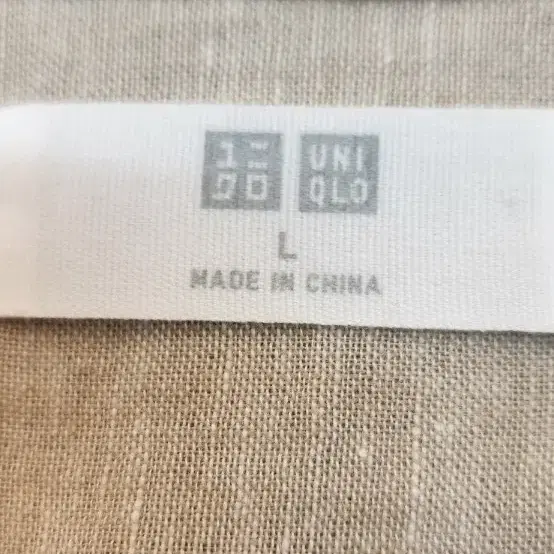 ユニ
クロ
UNI
QLO
L
MADE IN CHINA